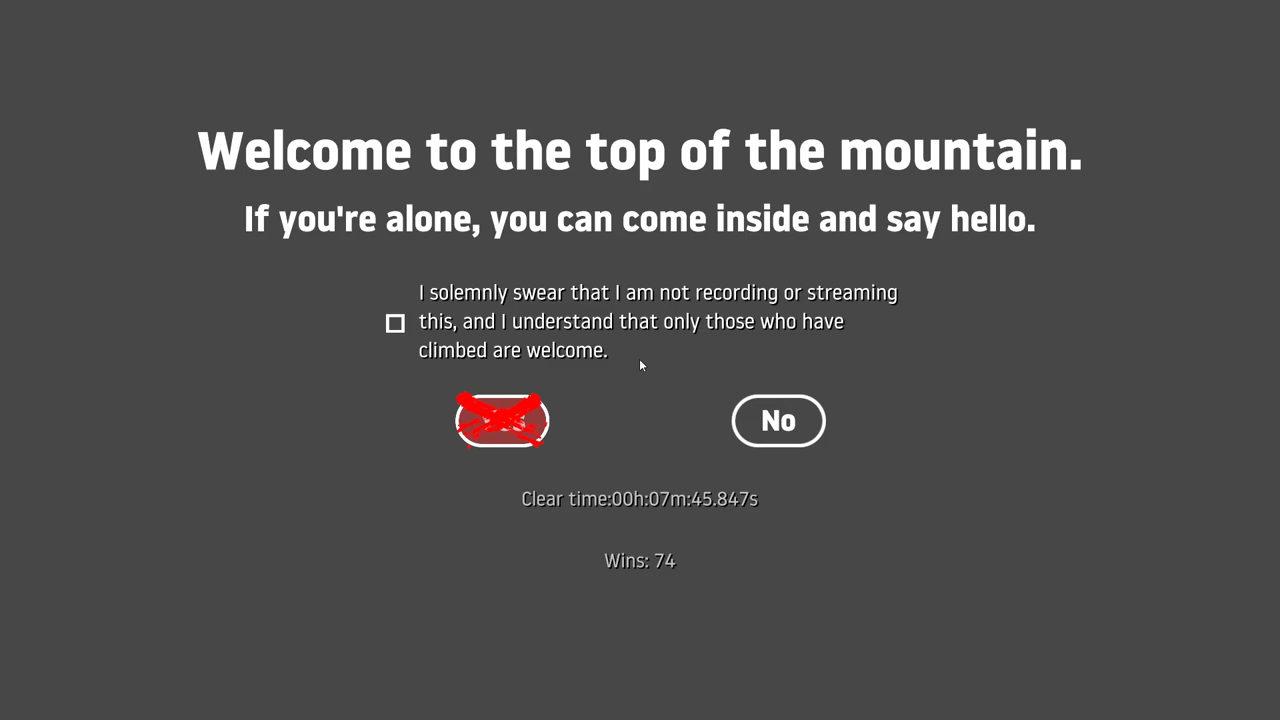 Welcome to the top of the mountain.
If you're alone, you can come inside and say hello.
I solemnly swear that I am not recording or streaming
this, and I understand that only those who have
climbed are welcome.
No
Clear time:00h:07m:45.847s
Wins: 74